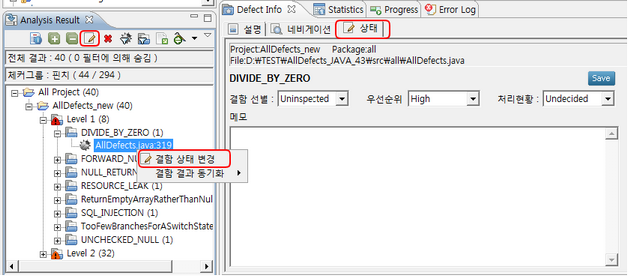 Analysis Result
전체 결과 : 40 ( 0 필터에 의해 숨김 )
체커그룹 : 핀치 (44 / 294 )
All Project (40)
AllDefects_new (40)
Level 1 (8)
DIVIDE_BY_ZERO (1)
AllDefects.java:319
FORWARD_NU
NULL_RETURN
RESOURCE_LEAK (1)
ReturnEmptyArrayRatherThanNul
SQL_INJECTION (1)
TooFewBranchesForASwitchState
UNCHECKED_NULL (1)
Level 2 (32)
결함 상태 변경
결함 결과 동기화
Defect Info
Statistics
Progress
Error Log
설명
네비게이션
상태
Project:AllDefects_new Package:all
File:D:₩TEST₩AllDefects_JAVA_43₩src₩all₩AllDefects.java
DIVIDE_BY_ZERO
Save
결함 선별 : Uninspected 우선순위 High 처리현황 : Undecided
메모